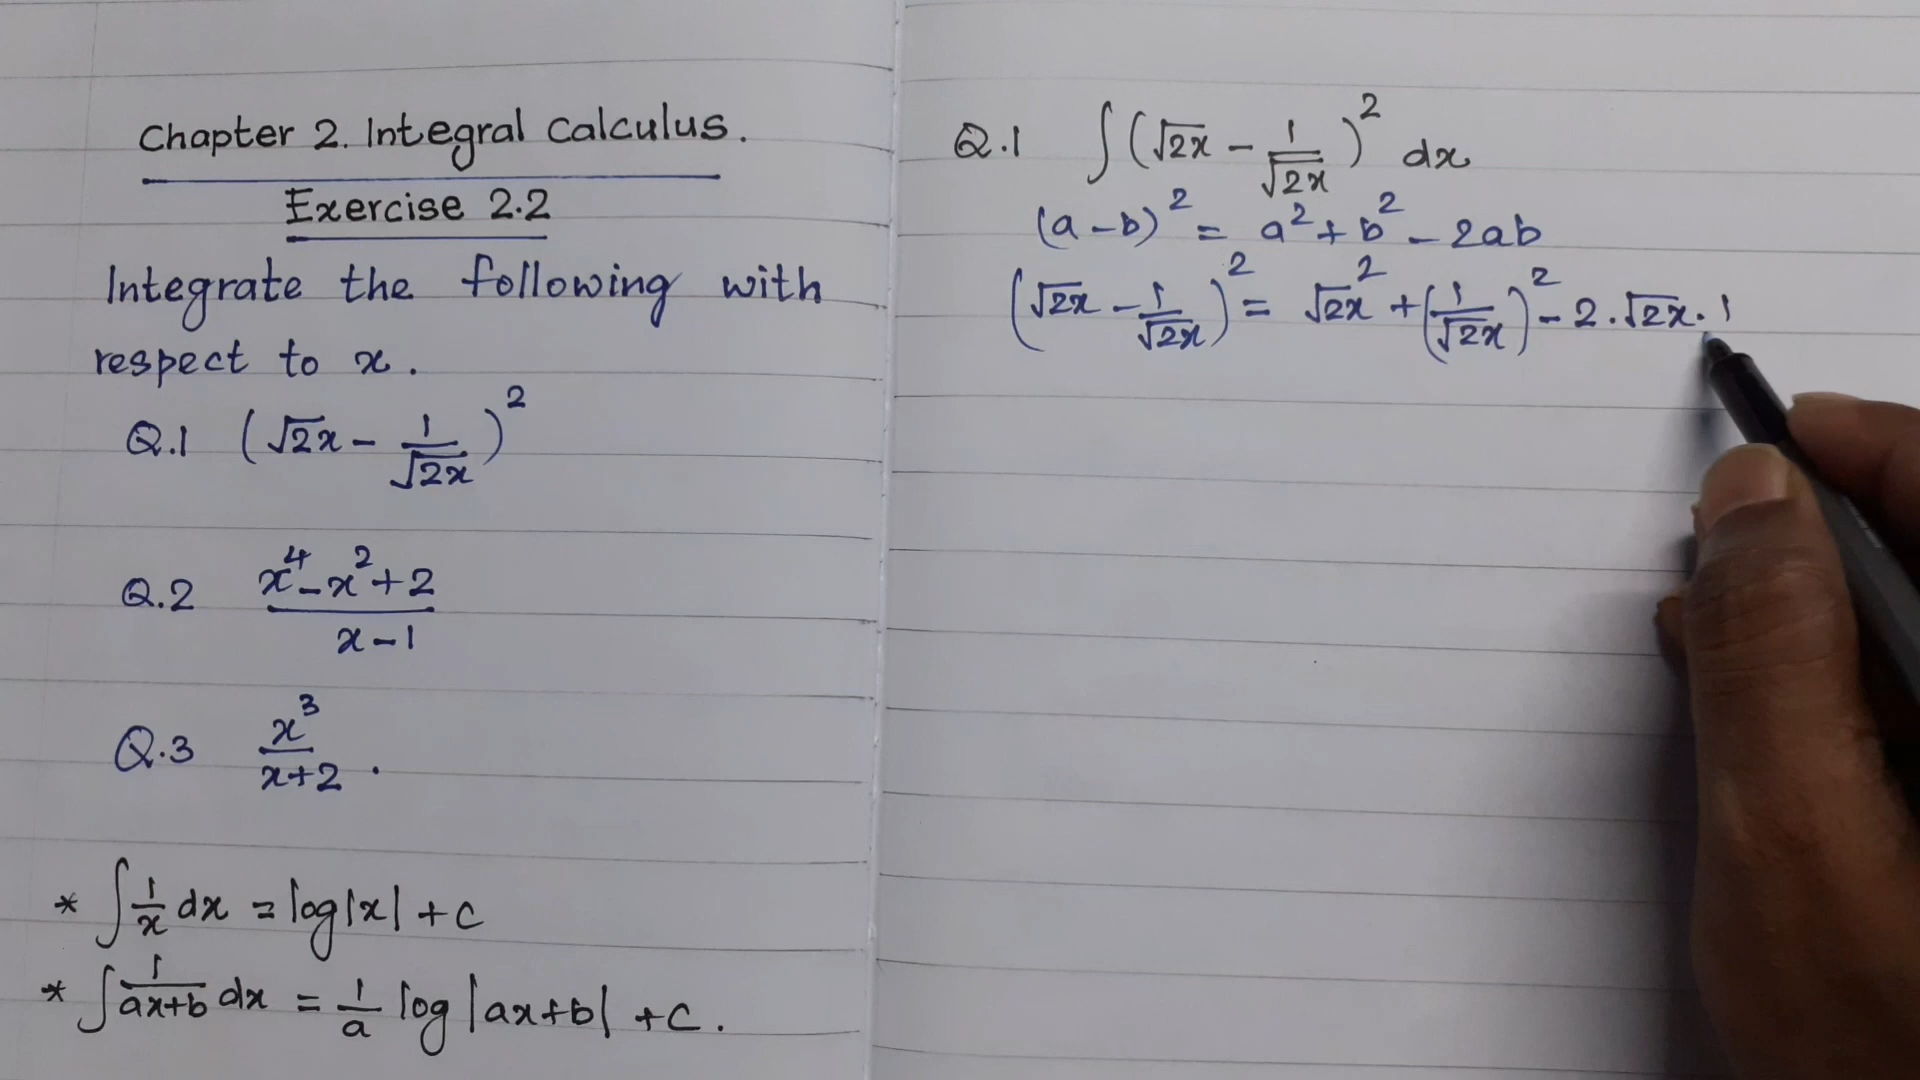 Chapter 2. Integral Calculus.
Exercise 2.2
Integrate the following with
respect to x.
Q.1 (√2x - 1/√2x)²
Q.2 x⁴-x²+2 / x-1
Q.3 x³ / x+2 .
* ∫ 1/x dx = log|x| +c
* ∫ 1/ax+b dx = 1/a log |ax+b| +c.
Q.1 ∫ (√2x - 1/√2x)² dx
(a-b)² = a²+b²-2ab
(√2x - 1/√2x)² = √2x² + (1/√2x)² - 2.√2x.1